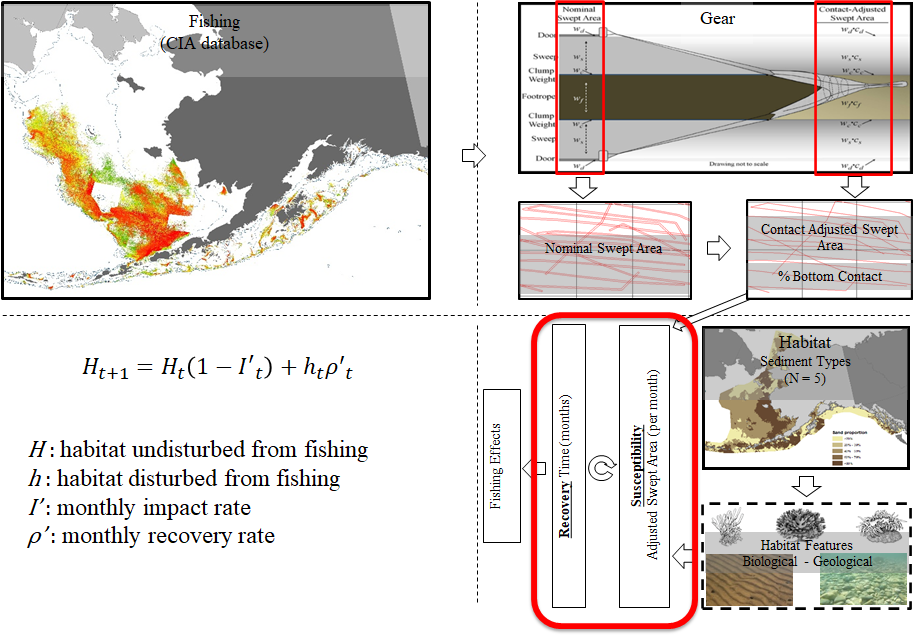 Fishing
(CIA database)
Nominal
Swept Area
Gear
Contact-Adjusted
Swept Area
Door
Sweep
Clump
Weight
Footrope
Clump
Weight
Sweep
Door
Drawing not to scale
Nominal Swept Area
Contact Adjusted Swept
Area
% Bottom Contact
H_{t+1} = H_t(1 − I′_t) + h_tρ′_t
H : habitat undisturbed from fishing
h : habitat disturbed from fishing
I′: monthly impact rate
ρ′: monthly recovery rate
Fishing Effects
Recovery Time (months)
Susceptibility
Adjusted Swept Area (per month)
Habitat
Sediment Types
(N = 5)
Sand proportion
Habitat Features
Biological - Geological